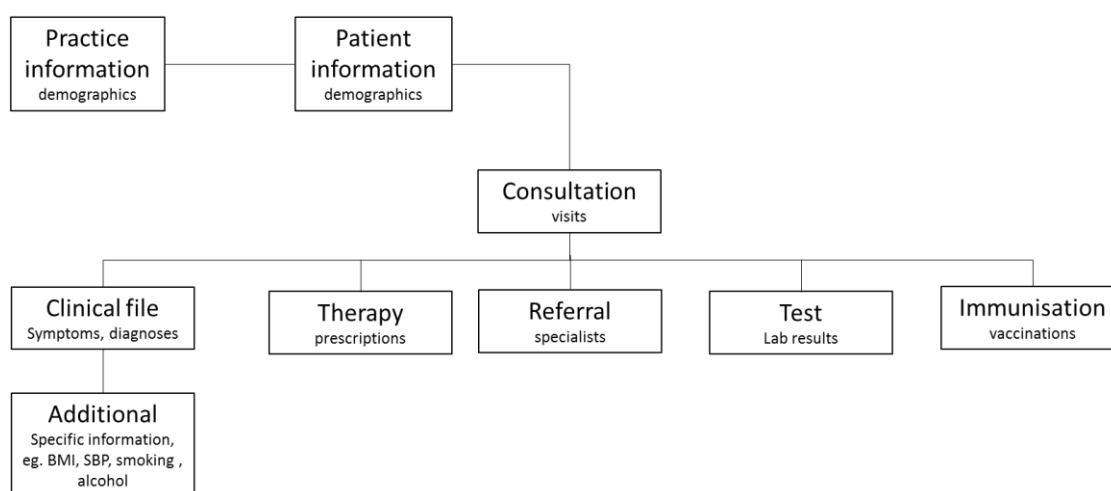 Practice
information
demographics
Patient
information
demographics
Consultation
visits
Clinical file
Symptoms, diagnoses
Therapy
prescriptions
Referral
specialists
Test
Lab results
Immunisation
vaccinations
Additional
Specific information,
eg. BMI, SBP, smoking ,
alcohol